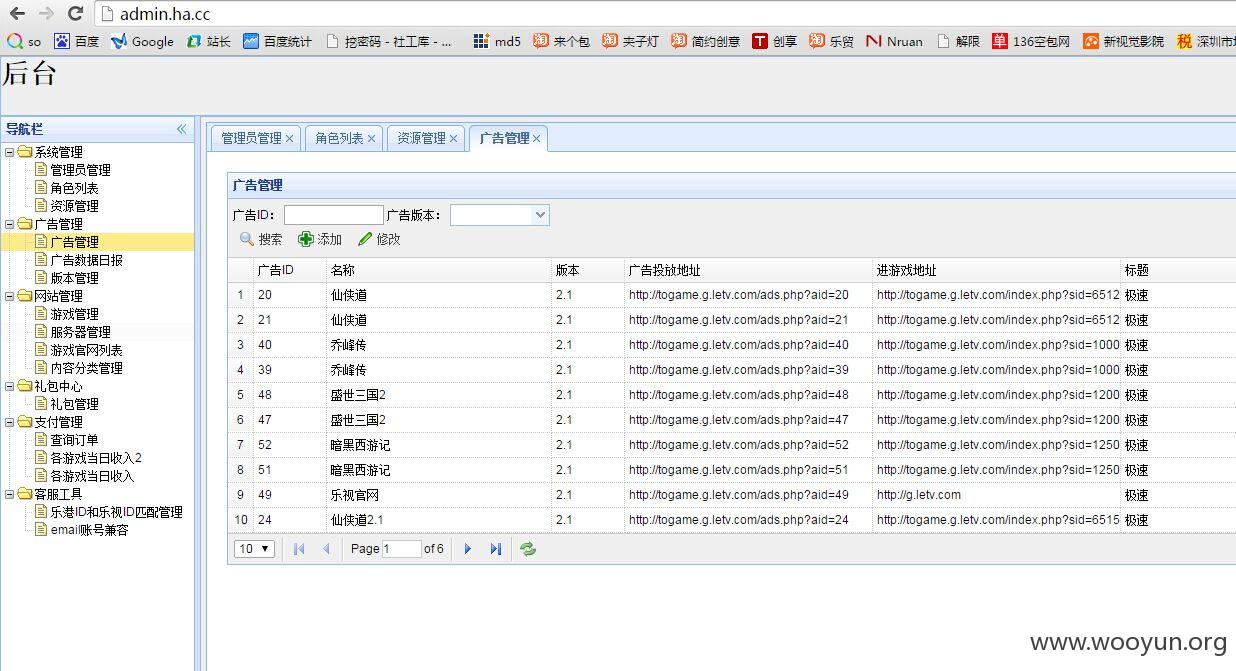 admin.ha.cc
so 百度 Google 站长 百度统计 挖密码 - 社工库 - ... md5 来个包 夫子灯 简约创意 创享 乐贸 Nruan 解限 136空包网 新视觉影院 深圳市
后台
导航栏
管理员管理 角色列表 资源管理 广告管理
系统管理
管理员管理
角色列表
资源管理
广告管理
广告管理
广告数据日报
版本管理
网站管理
游戏管理
服务器管理
游戏官网列表
内容分类管理
礼包中心
礼包管理
支付管理
查询订单
各游戏当日收入2
各游戏当日收入
客服工具
乐港ID和乐视ID匹配管理
email账号兼容
广告管理
广告ID: 广告版本:
搜索 添加 修改
广告ID 名称 版本 广告投放地址 进游戏地址 标题
1 20 仙侠道 2.1 http://togame.g.letv.com/ads.php?aid=20 http://togame.g.letv.com/index.php?sid=6512 极速
2 21 仙侠道 2.1 http://togame.g.letv.com/ads.php?aid=21 http://togame.g.letv.com/index.php?sid=6512 极速
3 40 乔峰传 2.1 http://togame.g.letv.com/ads.php?aid=40 http://togame.g.letv.com/index.php?sid=1000 极速
4 39 乔峰传 2.1 http://togame.g.letv.com/ads.php?aid=39 http://togame.g.letv.com/index.php?sid=1000 极速
5 48 盛世三国2 2.1 http://togame.g.letv.com/ads.php?aid=48 http://togame.g.letv.com/index.php?sid=1200 极速
6 47 盛世三国2 2.1 http://togame.g.letv.com/ads.php?aid=47 http://togame.g.letv.com/index.php?sid=1200 极速
7 52 暗黑西游记 2.1 http://togame.g.letv.com/ads.php?aid=52 http://togame.g.letv.com/index.php?sid=1250 极速
8 51 暗黑西游记 2.1 http://togame.g.letv.com/ads.php?aid=51 http://togame.g.letv.com/index.php?sid=1250 极速
9 49 乐视官网 2.1 http://togame.g.letv.com/ads.php?aid=49 http://g.letv.com 极速
10 24 仙侠道2.1 2.1 http://togame.g.letv.com/ads.php?aid=24 http://togame.g.letv.com/index.php?sid=6515 极速
10 Page 1 of 6
www.wooyun.org